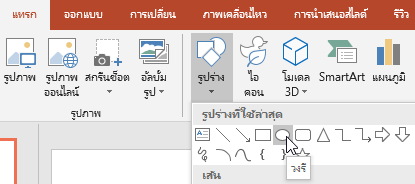 แทรก ออกแบบ การเปลี่ยน ภาพเคลื่อนไหว การนำเสนอสไลด์ รีวิว
รูปภาพ รูปภาพ สกรีนช็อต อัลบั้ม รูปร่าง ไอ โมเดล SmartArt แผนภูมิ
ออนไลน์ รูป คอน 3D
รูปภาพ
รูปร่างที่ใช้ล่าสุด
วงรี
เส้น